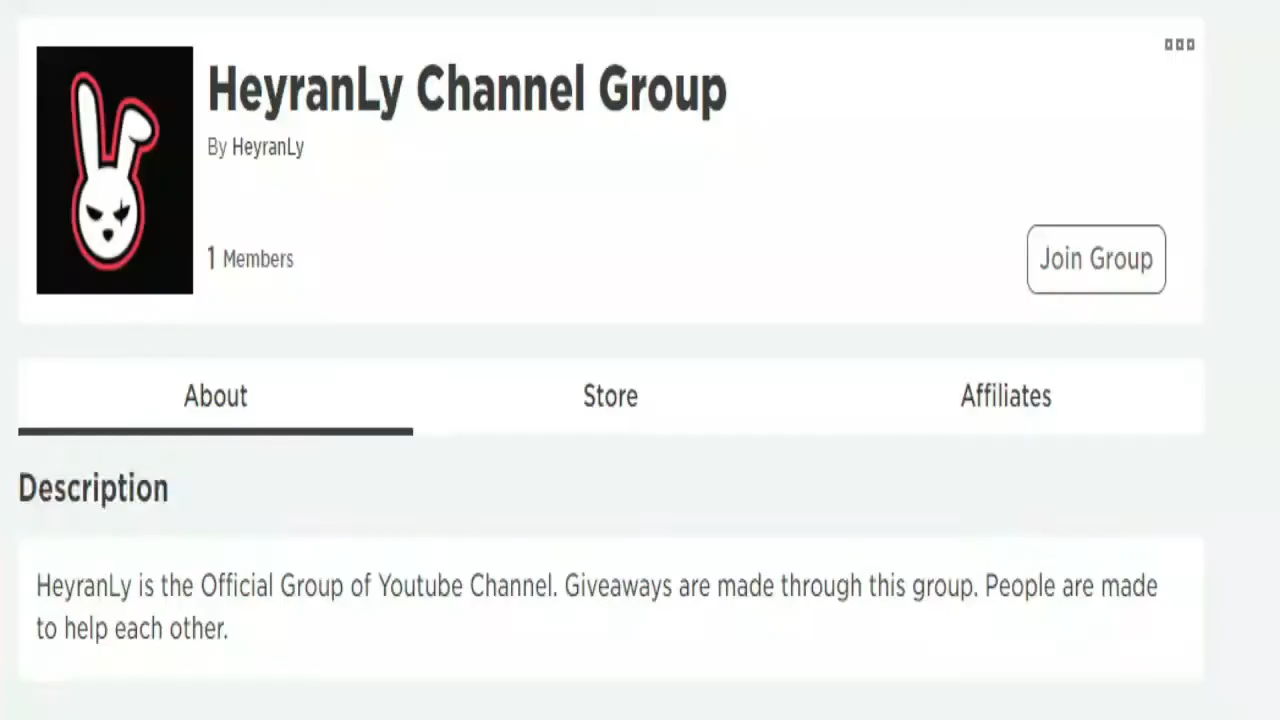 HeyranLy Channel Group
By HeyranLy
1 Members
Join Group
About
Store
Affiliates
Description
HeyranLy is the Official Group of Youtube Channel. Giveaways are made through this group. People are made
to help each other.